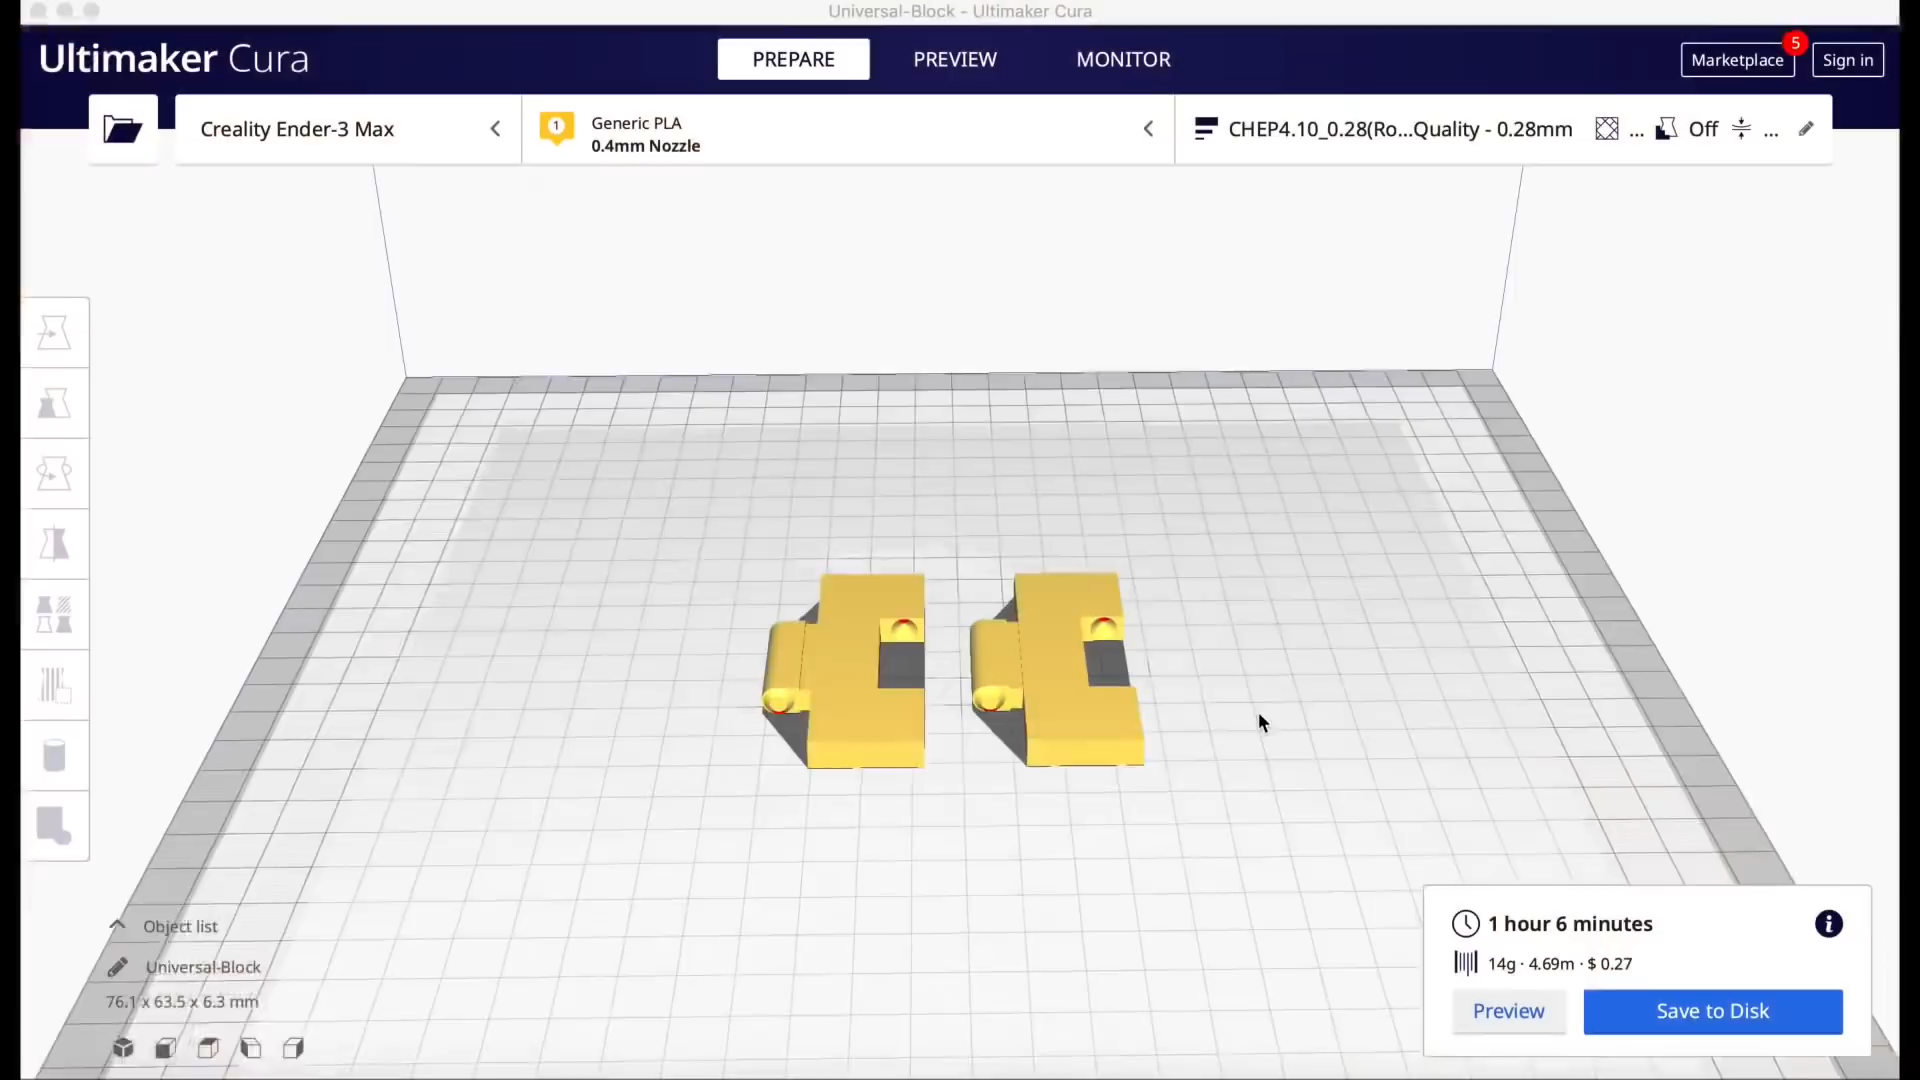 Universal-Block - Ultimaker Cura
Ultimaker Cura
PREPARE
PREVIEW
MONITOR
Marketplace
5
Sign in
Creality Ender-3 Max
1
Generic PLA
0.4mm Nozzle
CHEP4.10_0.28(Ro...Quality - 0.28mm
...
Off
...
Object list
Universal-Block
76.1 x 63.5 x 6.3 mm
1 hour 6 minutes
14g · 4.69m · $ 0.27
Preview
Save to Disk